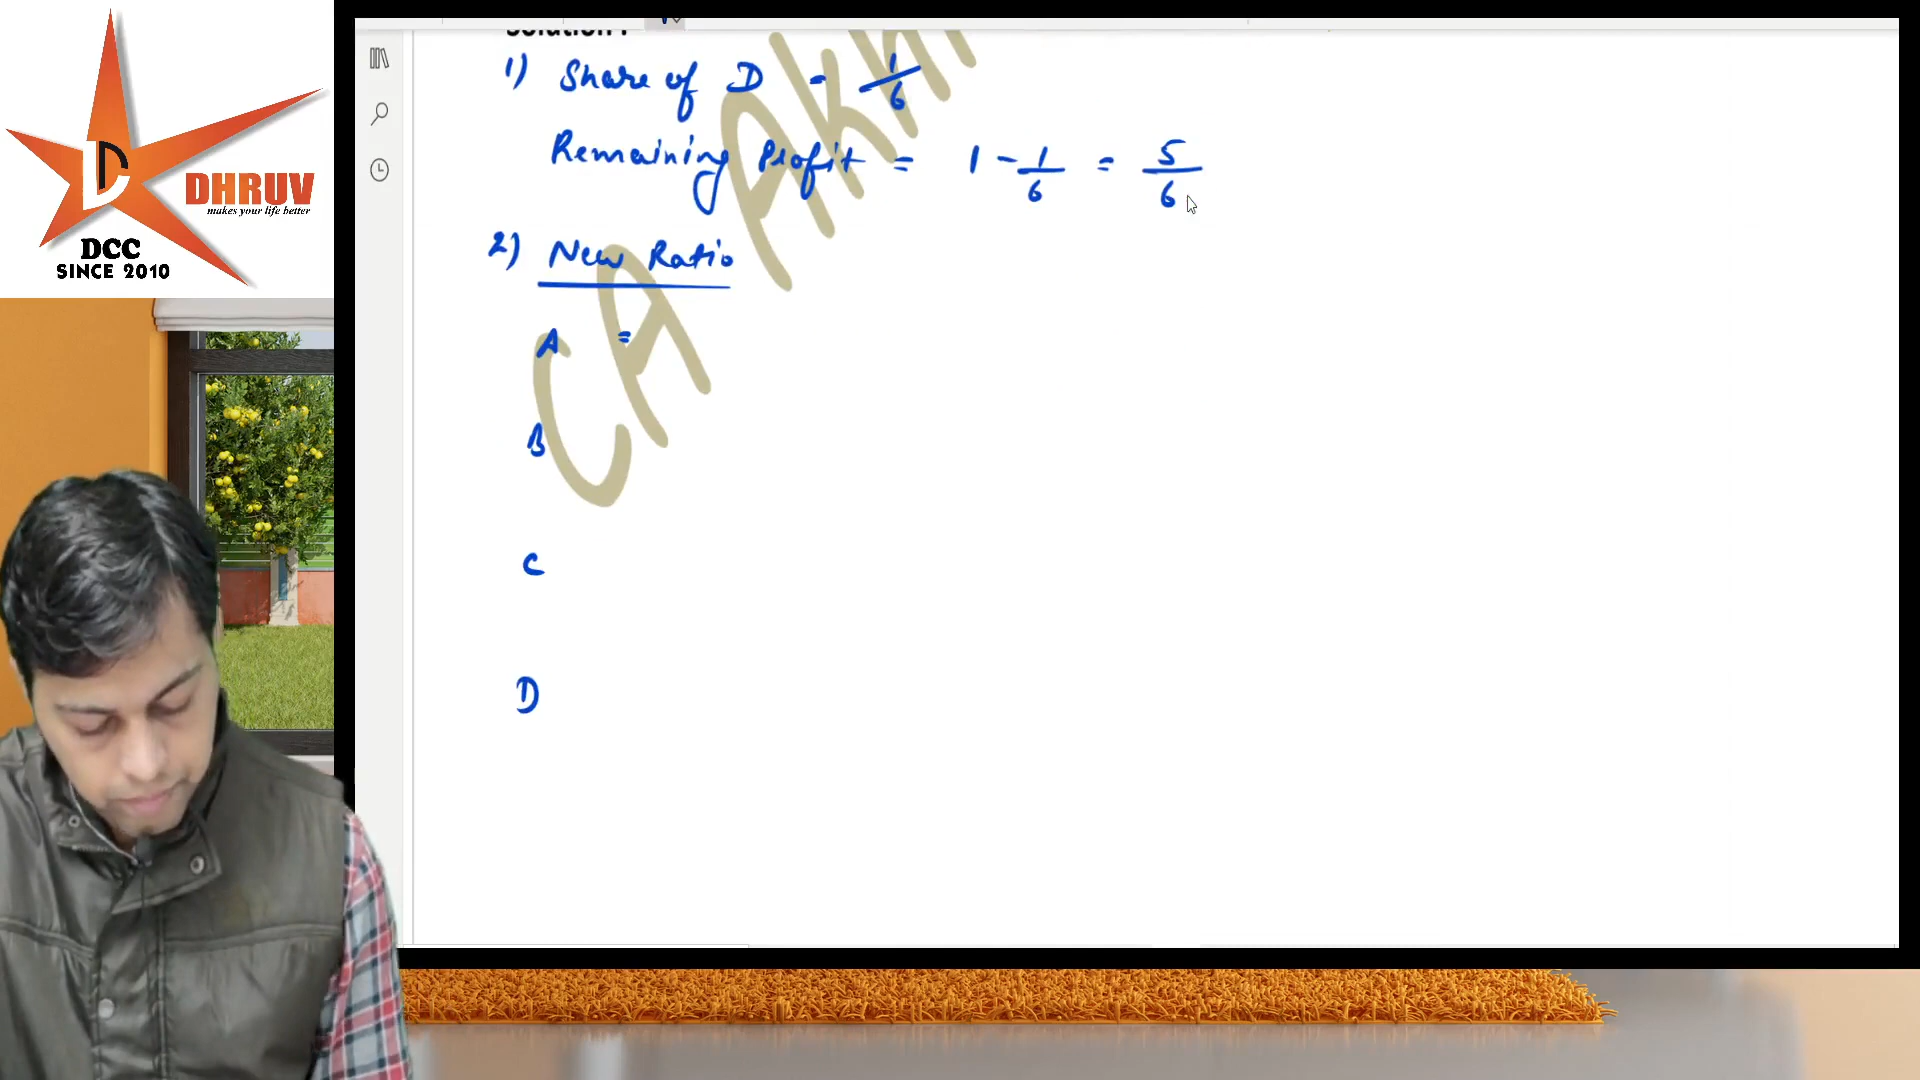 DHRUV
makes your life better
DCC
SINCE 2010
Solution :
1) Share of D = 1/6
Remaining Profit = 1 - 1/6 = 5/6
2) New Ratio
A =
B
C
D
CA